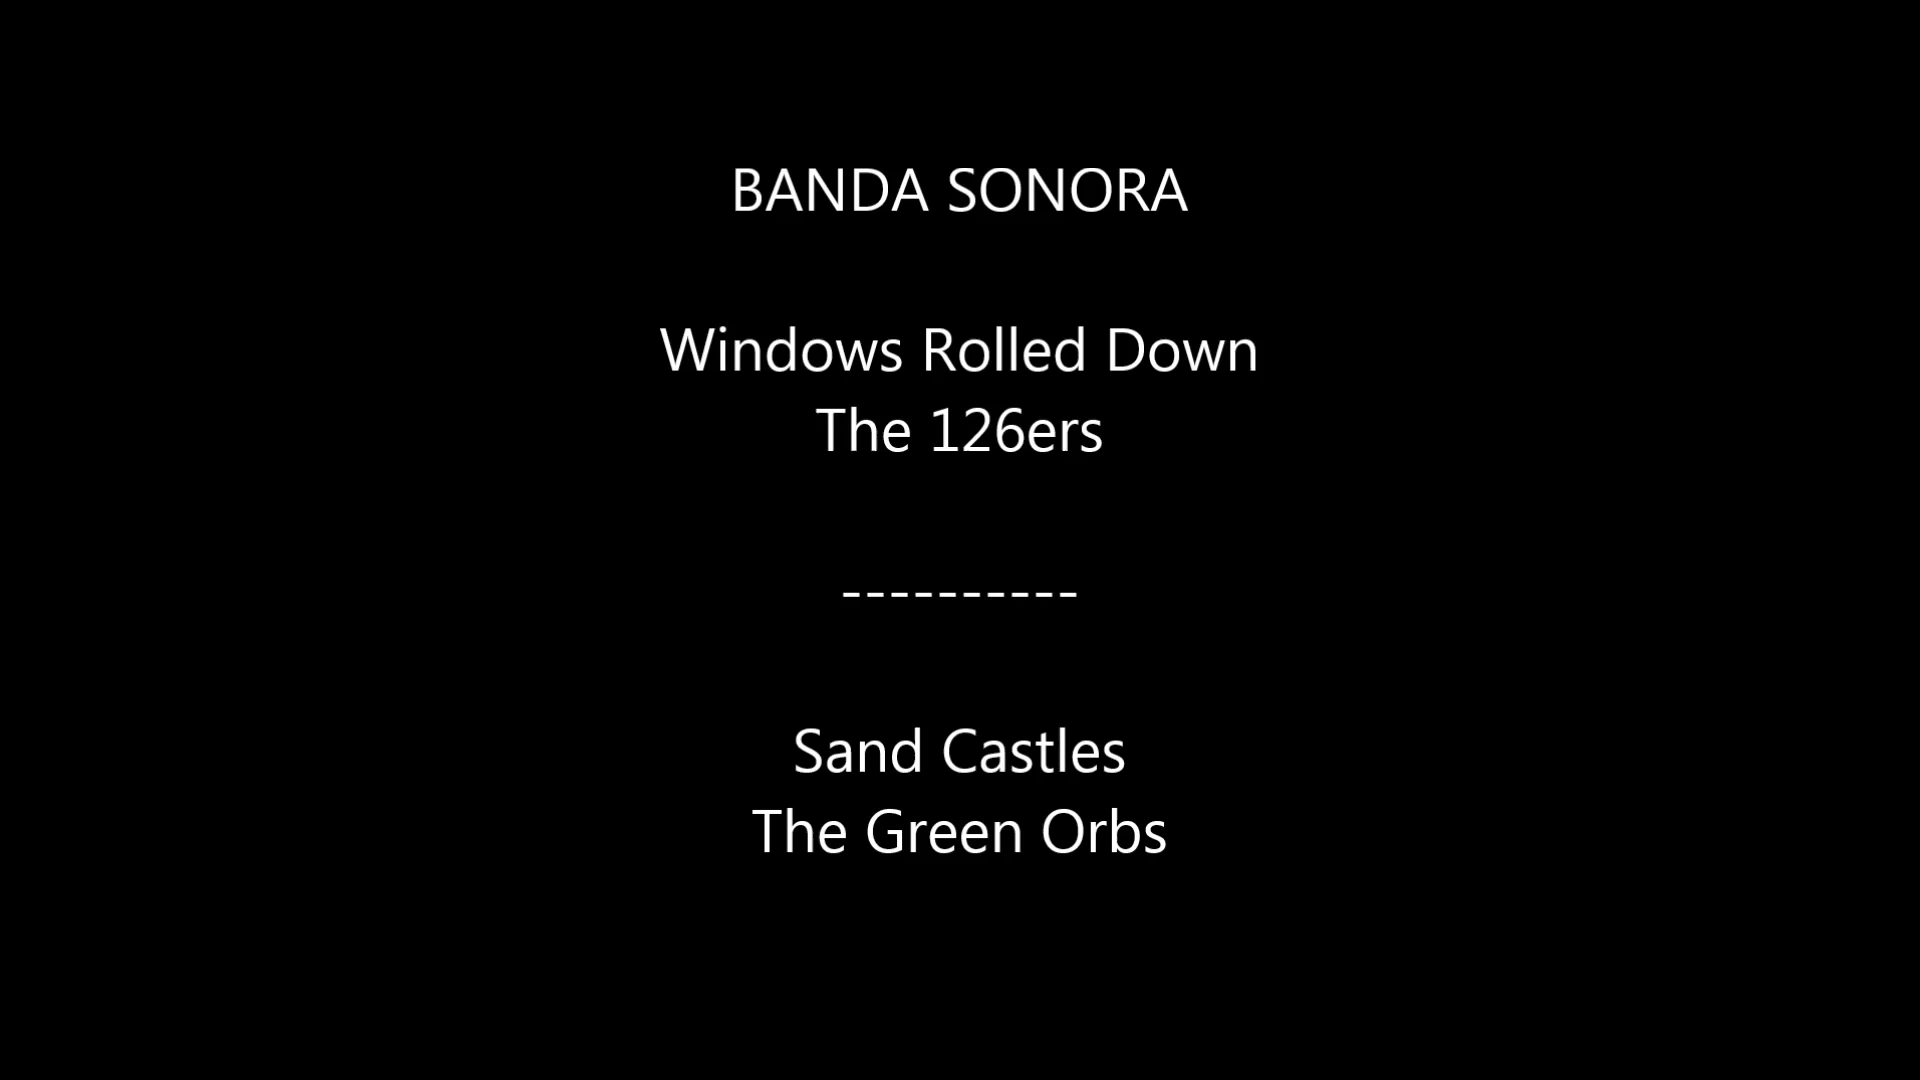 BANDA SONORA
Windows Rolled Down
The 126ers
----------
Sand Castles
The Green Orbs